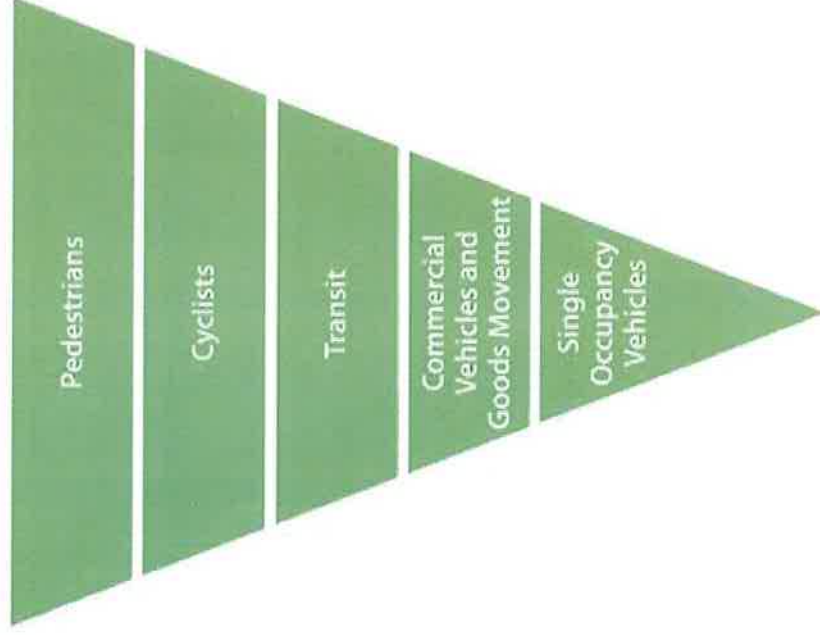 Pedestrians
Cyclists
Transit
Commercial
Vehicles and
Goods Movement
Single
Occupancy
Vehicles